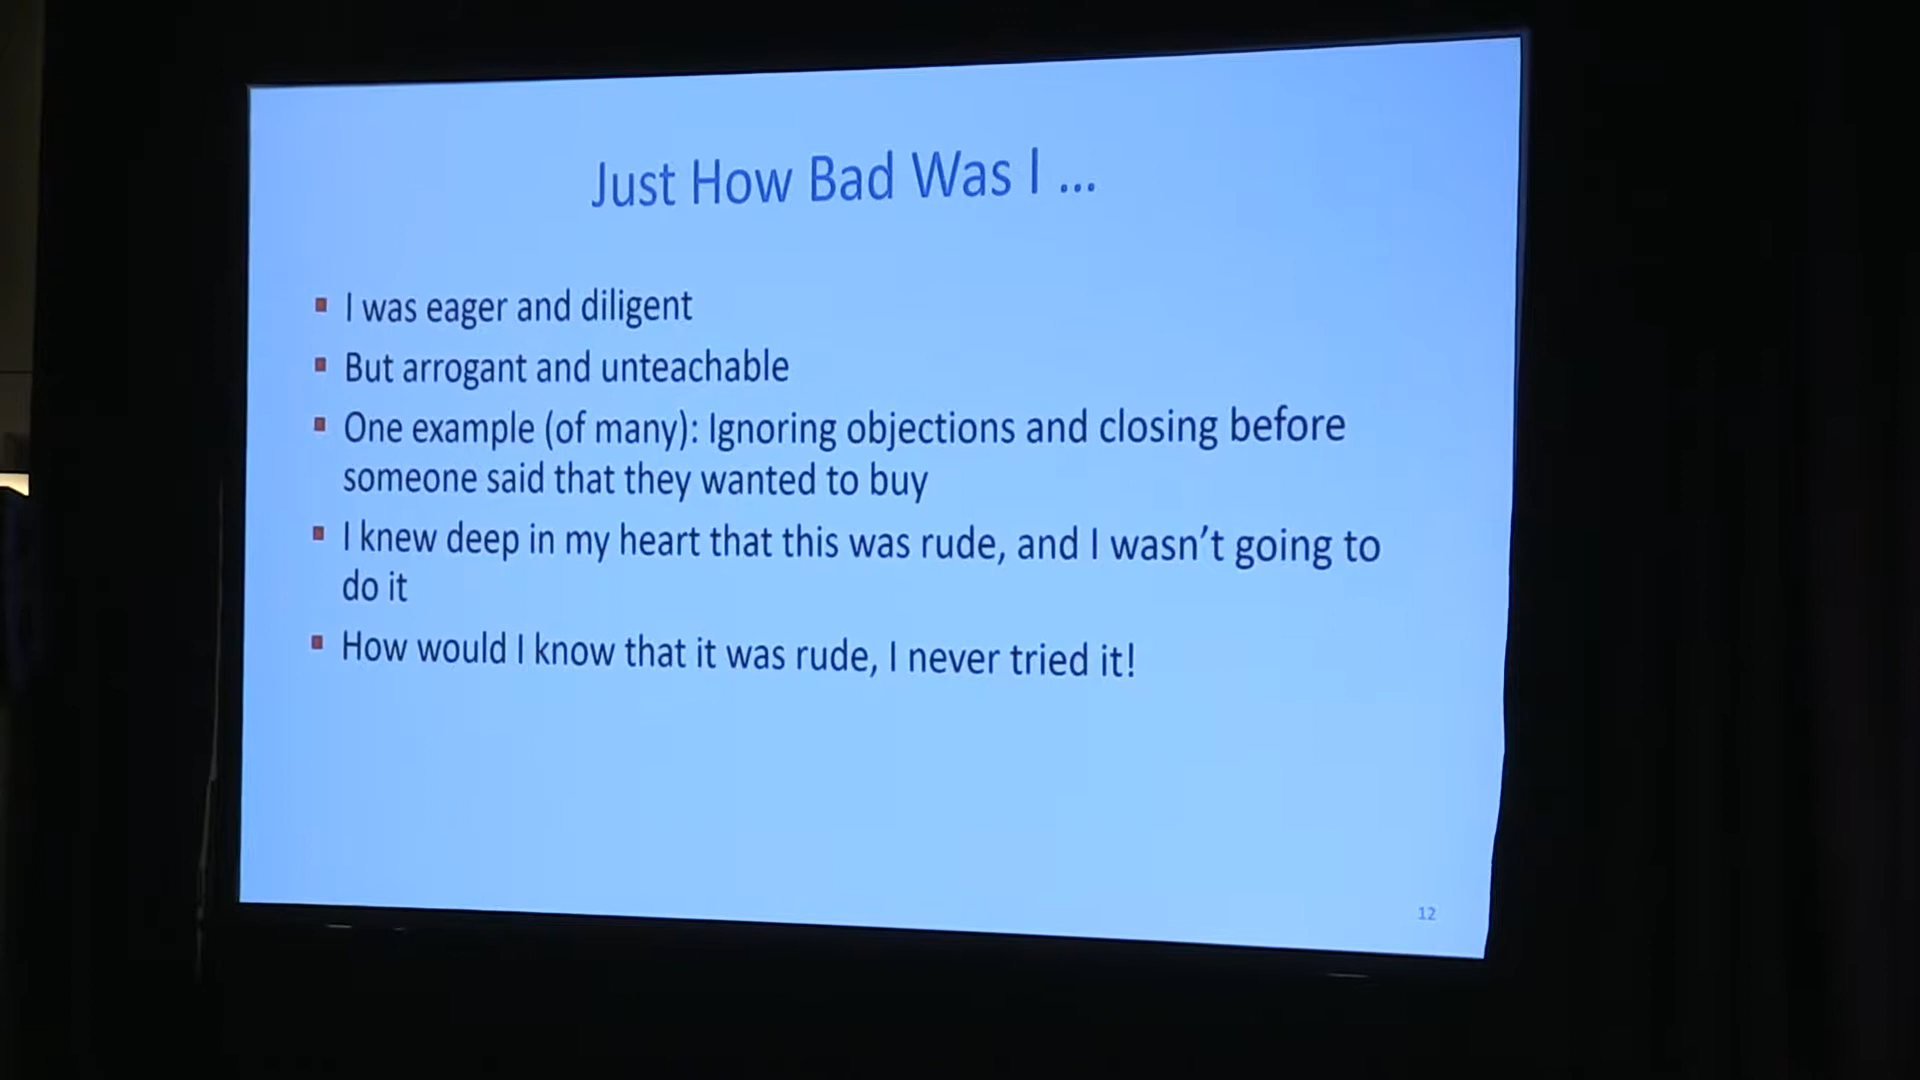 Just How Bad Was I ...
▪ I was eager and diligent
▪ But arrogant and unteachable
▪ One example (of many): Ignoring objections and closing before
someone said that they wanted to buy
▪ I knew deep in my heart that this was rude, and I wasn’t going to
do it
▪ How would I know that it was rude, I never tried it!
12